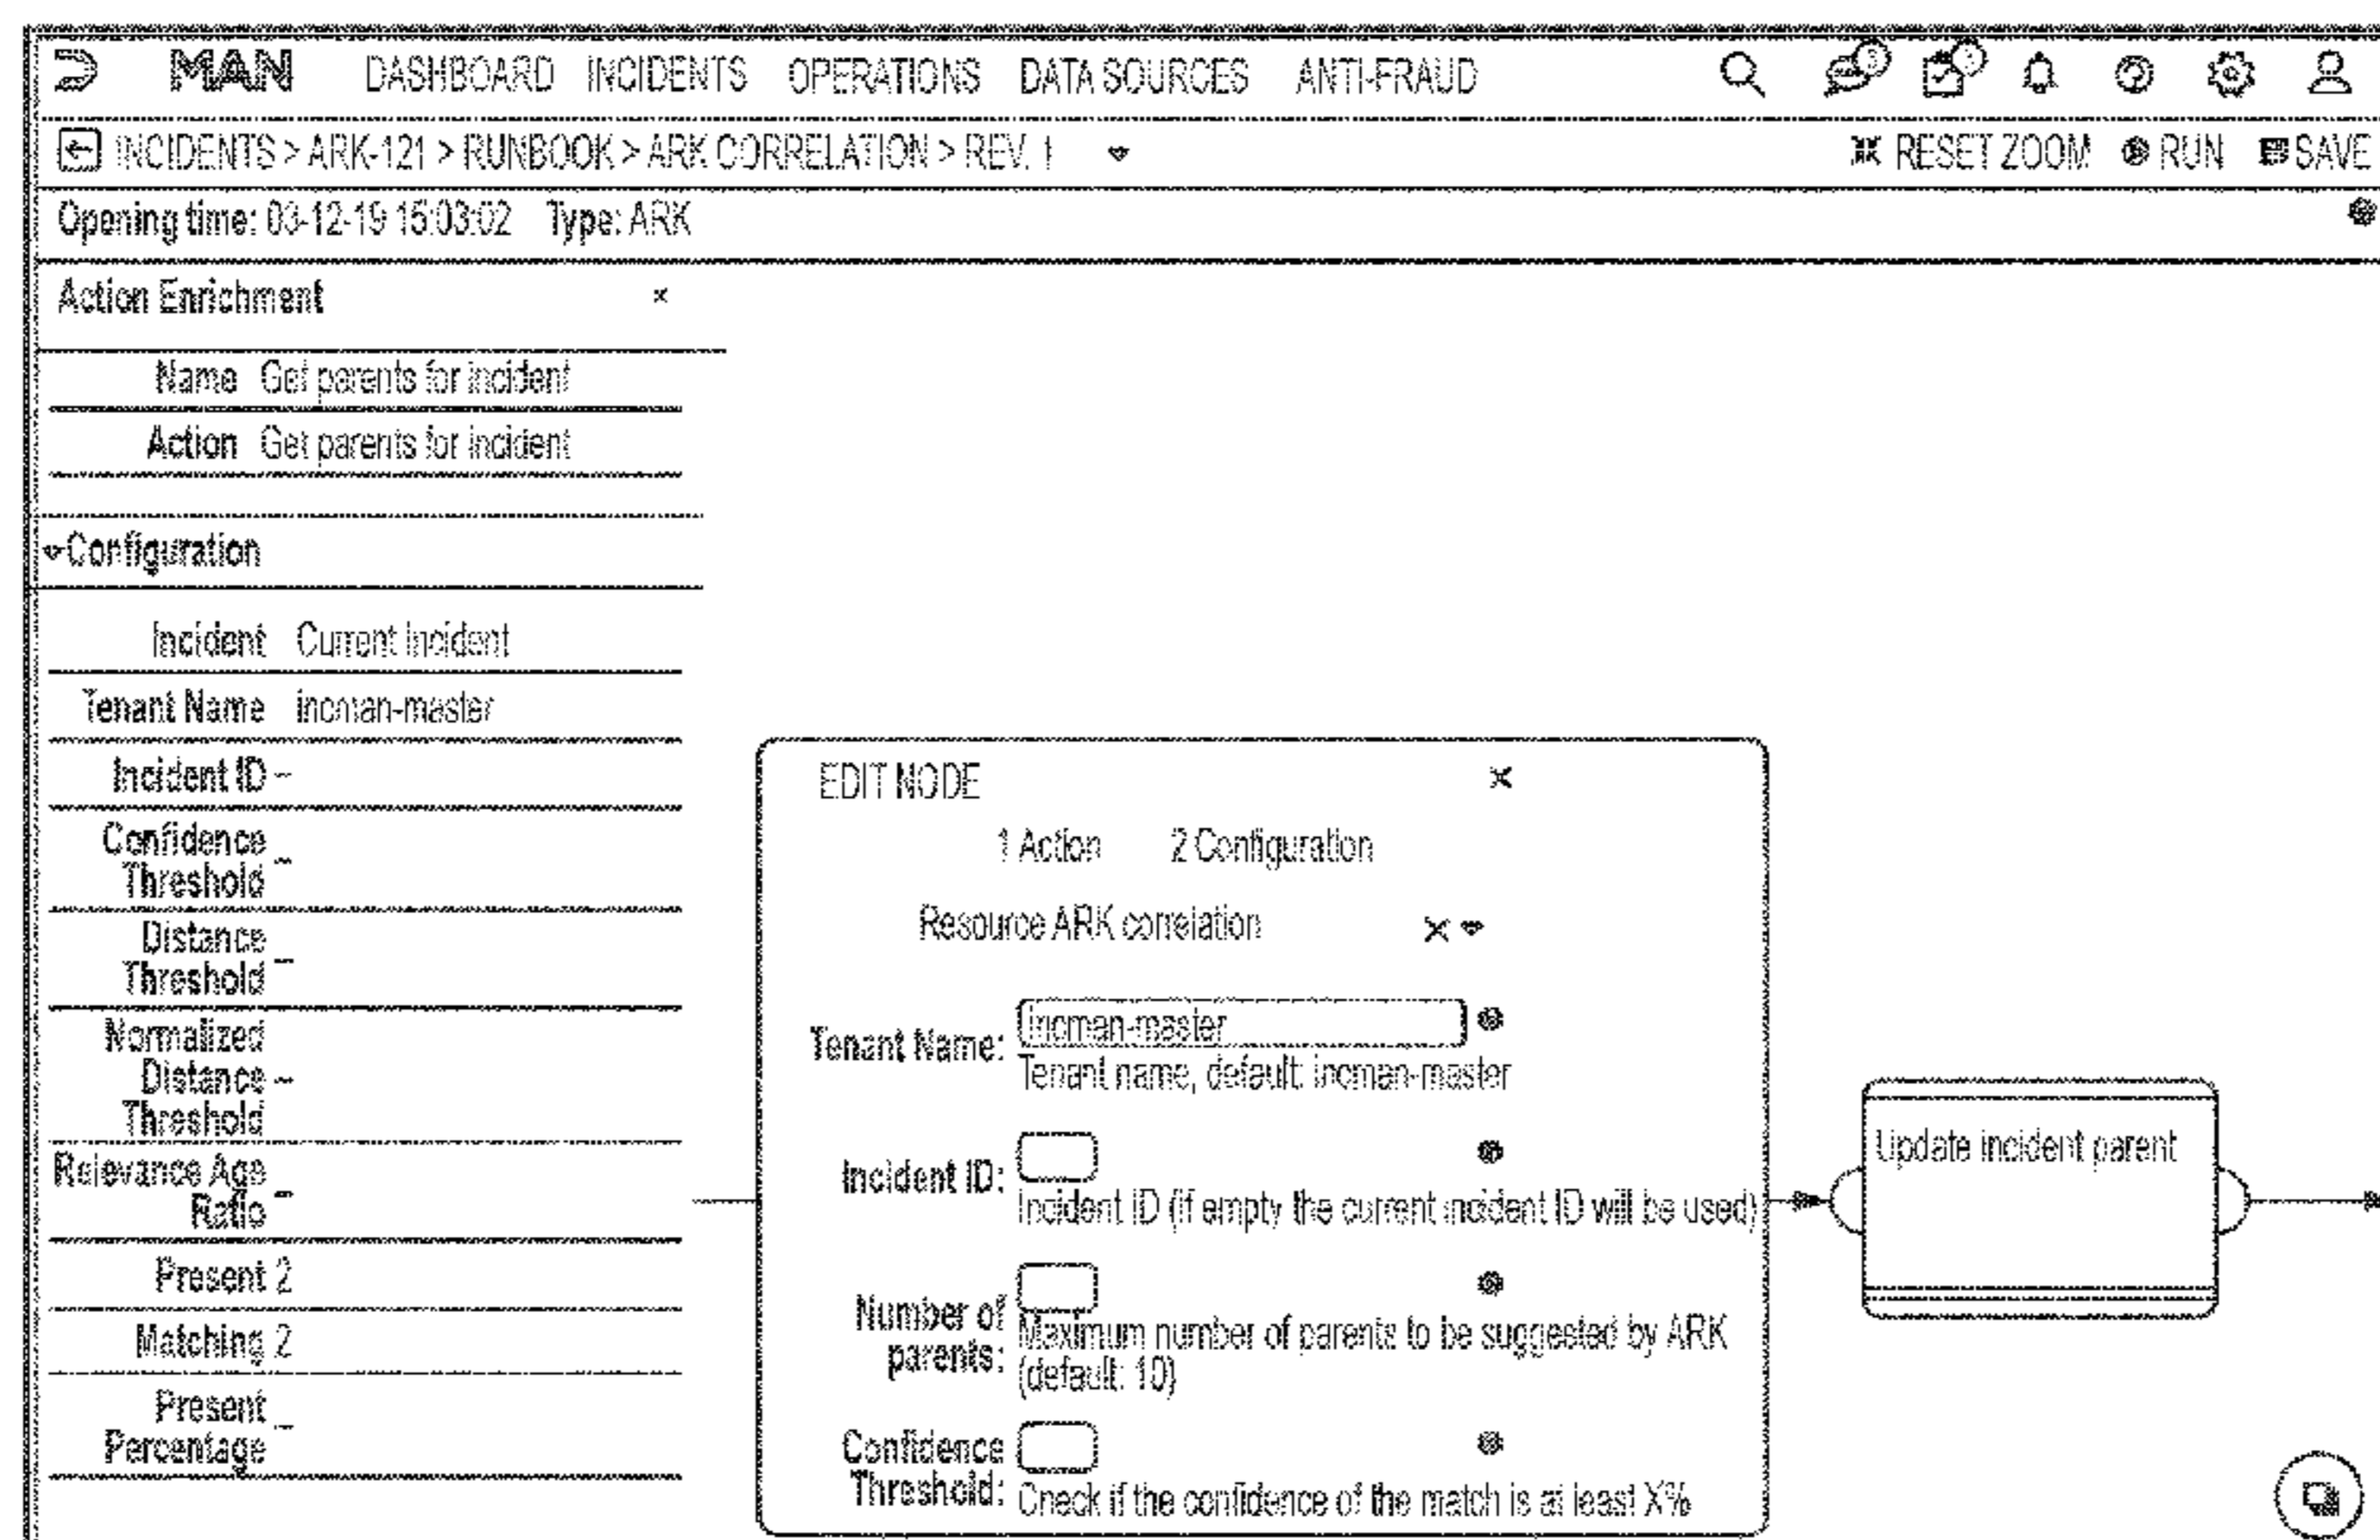 MAN DASHBOARD INCIDENTS OPERATIONS DATA SOURCES ANTI-FRAUD
INCIDENTS > ARK-121 > RUNBOOK > ARK CORRELATION > REV. 1 RESET ZOOM RUN SAVE
Opening time: 03-12-19 15:03:02 Type: ARK
Action Enrichment ×
Name Get parents for incident
Action Get parents for incident
Configuration
Incident Current Incident
Tenant Name incman-master
Incident ID –
Confidence
Threshold –
Distance
Threshold –
Normalized
Distance –
Threshold
Relevance Age
Ratio –
Present 2
Matching 2
Present
Percentage –
EDIT NODE ×
1 Action 2 Configuration
Resource ARK correlation ×
Tenant Name: Incman-master
Tenant name, default: incman-master
Incident ID:
Incident ID (if empty the current incident ID will be used)
Number of
parents:
Maximum number of parents to be suggested by ARK
(default: 10)
Confidence
Threshold:
Check if the confidence of the match is at least X%
Update incident parent